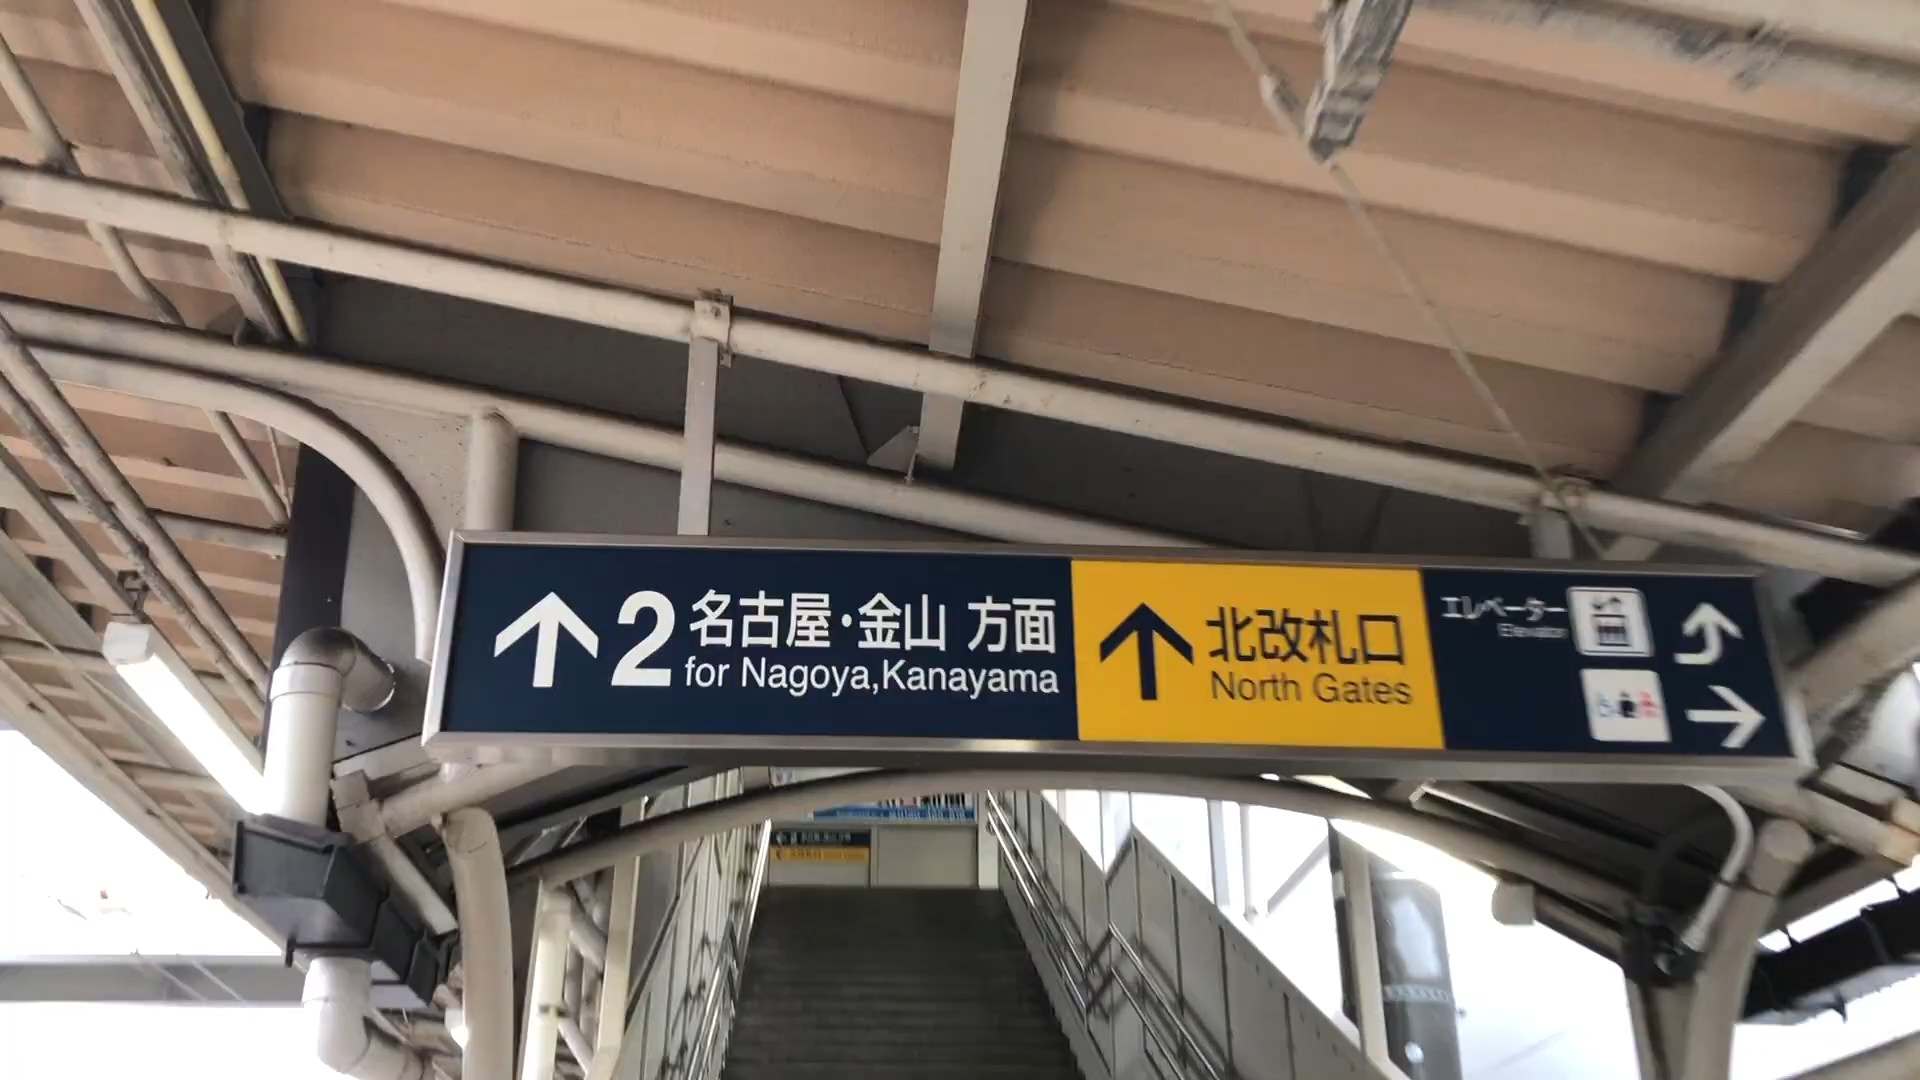 2 名古屋・金山 方面
for Nagoya,Kanayama
北改札口
North Gates
エレベーター
Elevator